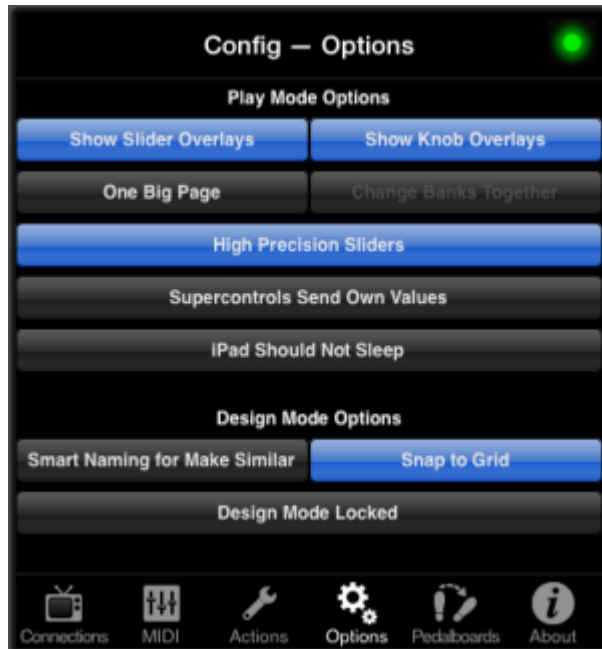 Config — Options
Play Mode Options
Show Slider Overlays Show Knob Overlays
One Big Page Change Banks Together
High Precision Sliders
Supercontrols Send Own Values
iPad Should Not Sleep
Design Mode Options
Smart Naming for Make Similar Snap to Grid
Design Mode Locked
Connections MIDI Actions Options Pedalboards About